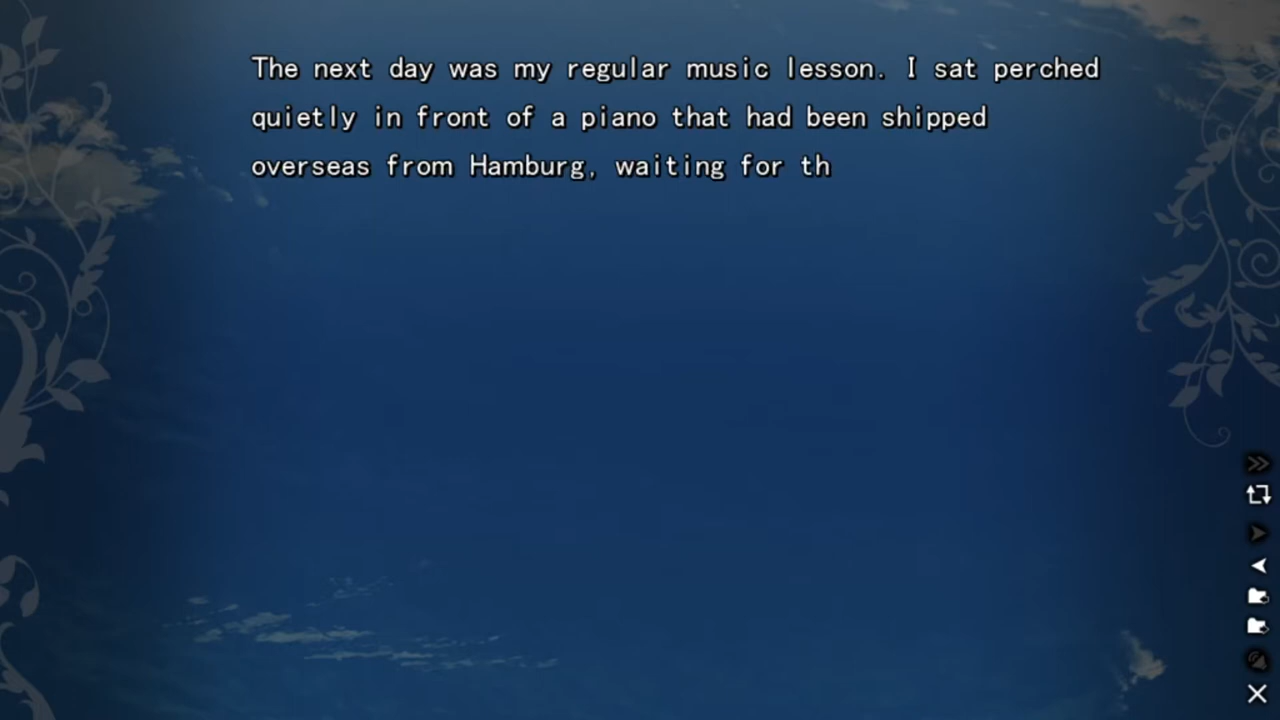 The next day was my regular music lesson. I sat perched
quietly in front of a piano that had been shipped
overseas from Hamburg, waiting for th